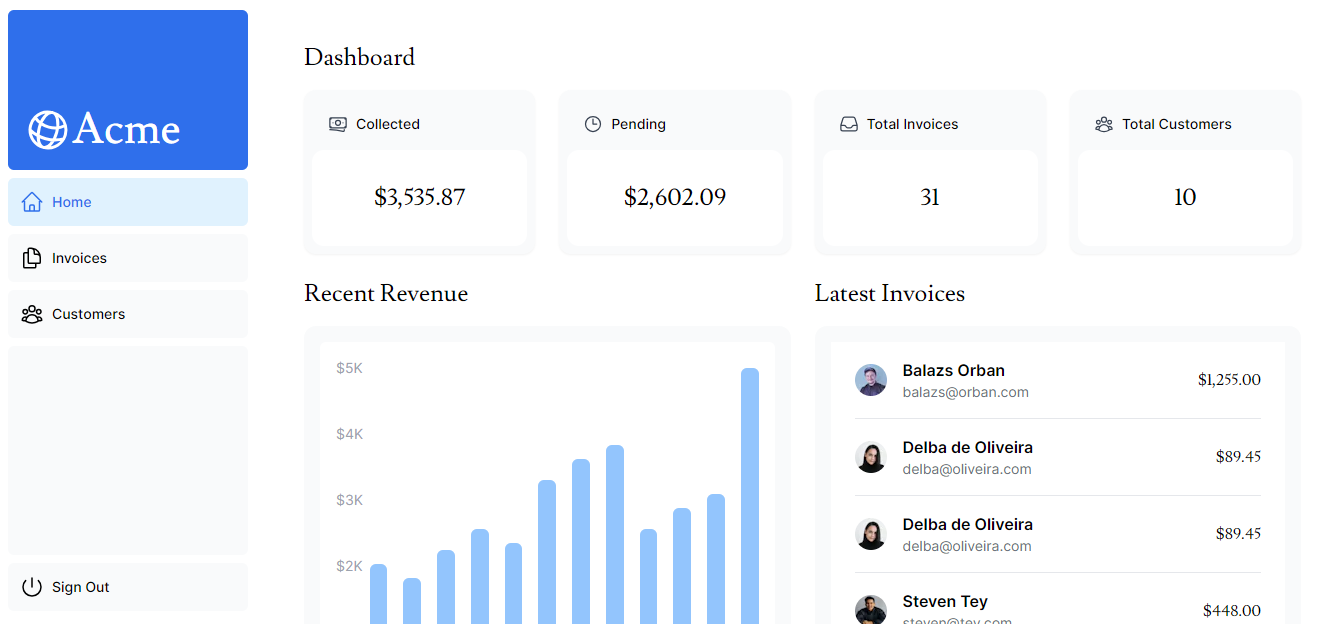 Acme
Home
Invoices
Customers
Sign Out
Dashboard
Collected
$3,535.87
Pending
$2,602.09
Total Invoices
31
Total Customers
10
Recent Revenue
$5K
$4K
$3K
$2K
Latest Invoices
Balazs Orban
balazs@orban.com
$1,255.00
Delba de Oliveira
delba@oliveira.com
$89.45
Delba de Oliveira
delba@oliveira.com
$89.45
Steven Tey
steven@tey.com
$448.00